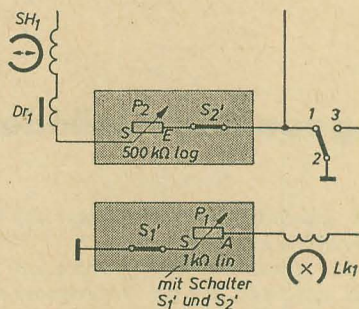 SH1
Dr1
P2
S2'
S
E
500 kΩ log
1
3
2
P1
S1'
S
A
1kΩ lin
Lk1
mit Schalter
S1' und S2'